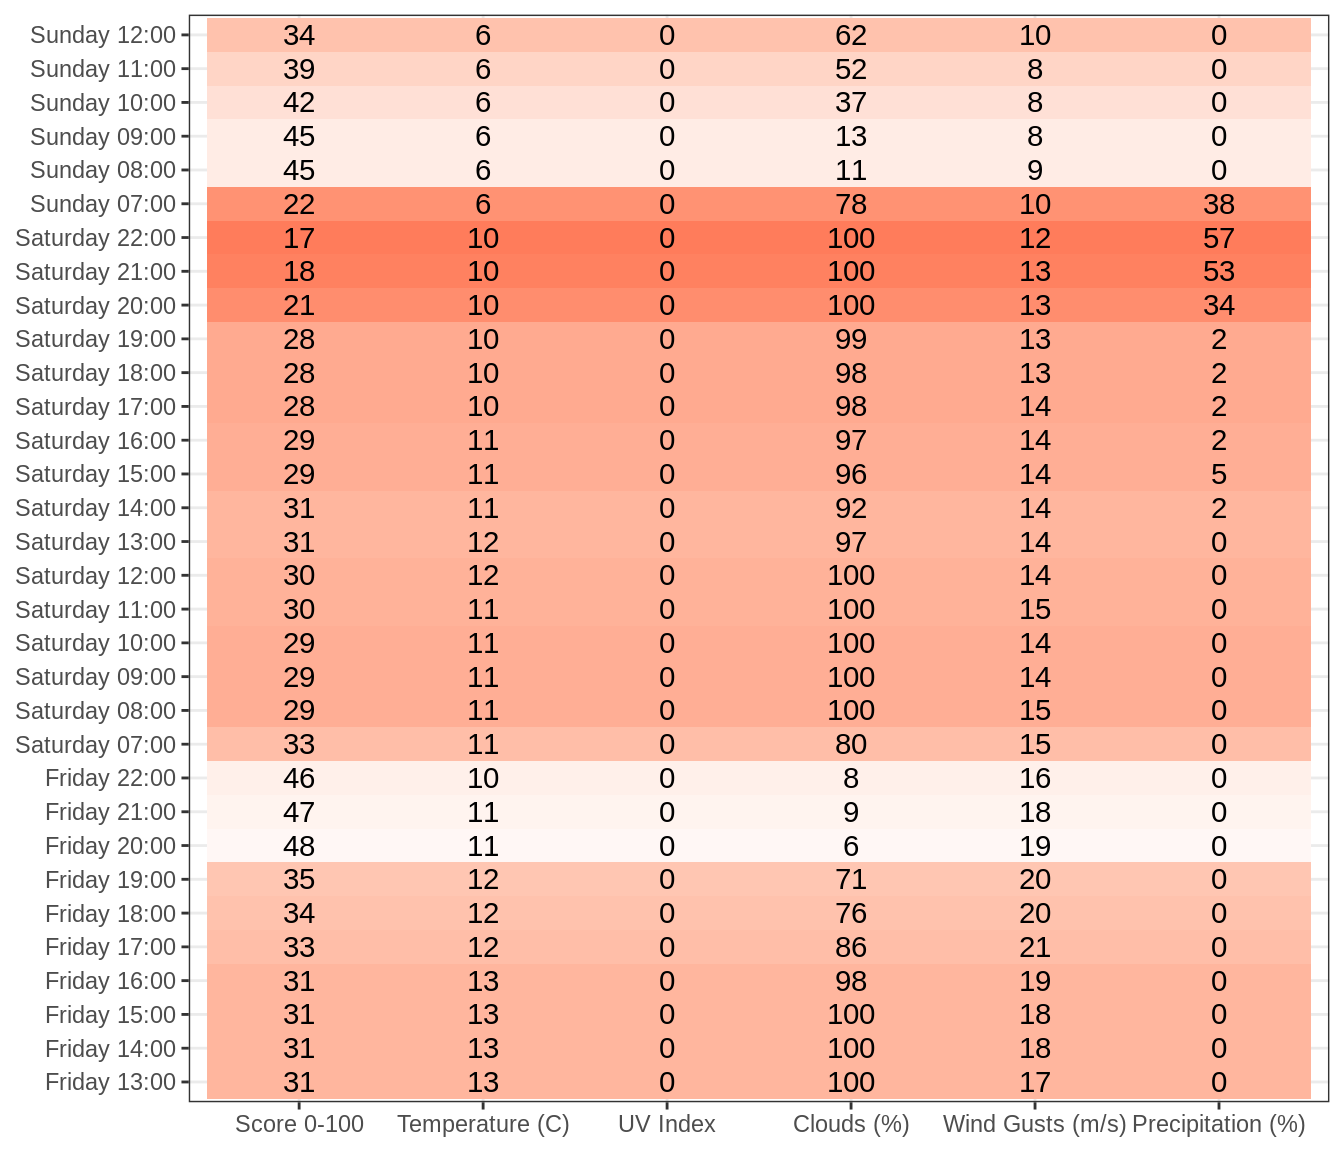 Sunday 12:00 34 6 0 62 10 0
Sunday 11:00 39 6 0 52 8 0
Sunday 10:00 42 6 0 37 8 0
Sunday 09:00 45 6 0 13 8 0
Sunday 08:00 45 6 0 11 9 0
Sunday 07:00 22 6 0 78 10 38
Saturday 22:00 17 10 0 100 12 57
Saturday 21:00 18 10 0 100 13 53
Saturday 20:00 21 10 0 100 13 34
Saturday 19:00 28 10 0 99 13 2
Saturday 18:00 28 10 0 98 13 2
Saturday 17:00 28 10 0 98 14 2
Saturday 16:00 29 11 0 97 14 2
Saturday 15:00 29 11 0 96 14 5
Saturday 14:00 31 11 0 92 14 2
Saturday 13:00 31 12 0 97 14 0
Saturday 12:00 30 12 0 100 14 0
Saturday 11:00 30 11 0 100 15 0
Saturday 10:00 29 11 0 100 14 0
Saturday 09:00 29 11 0 100 14 0
Saturday 08:00 29 11 0 100 15 0
Saturday 07:00 33 11 0 80 15 0
Friday 22:00 46 10 0 8 16 0
Friday 21:00 47 11 0 9 18 0
Friday 20:00 48 11 0 6 19 0
Friday 19:00 35 12 0 71 20 0
Friday 18:00 34 12 0 76 20 0
Friday 17:00 33 12 0 86 21 0
Friday 16:00 31 13 0 98 19 0
Friday 15:00 31 13 0 100 18 0
Friday 14:00 31 13 0 100 18 0
Friday 13:00 31 13 0 100 17 0
Score 0-100 Temperature (C) UV Index Clouds (%) Wind Gusts (m/s) Precipitation (%)